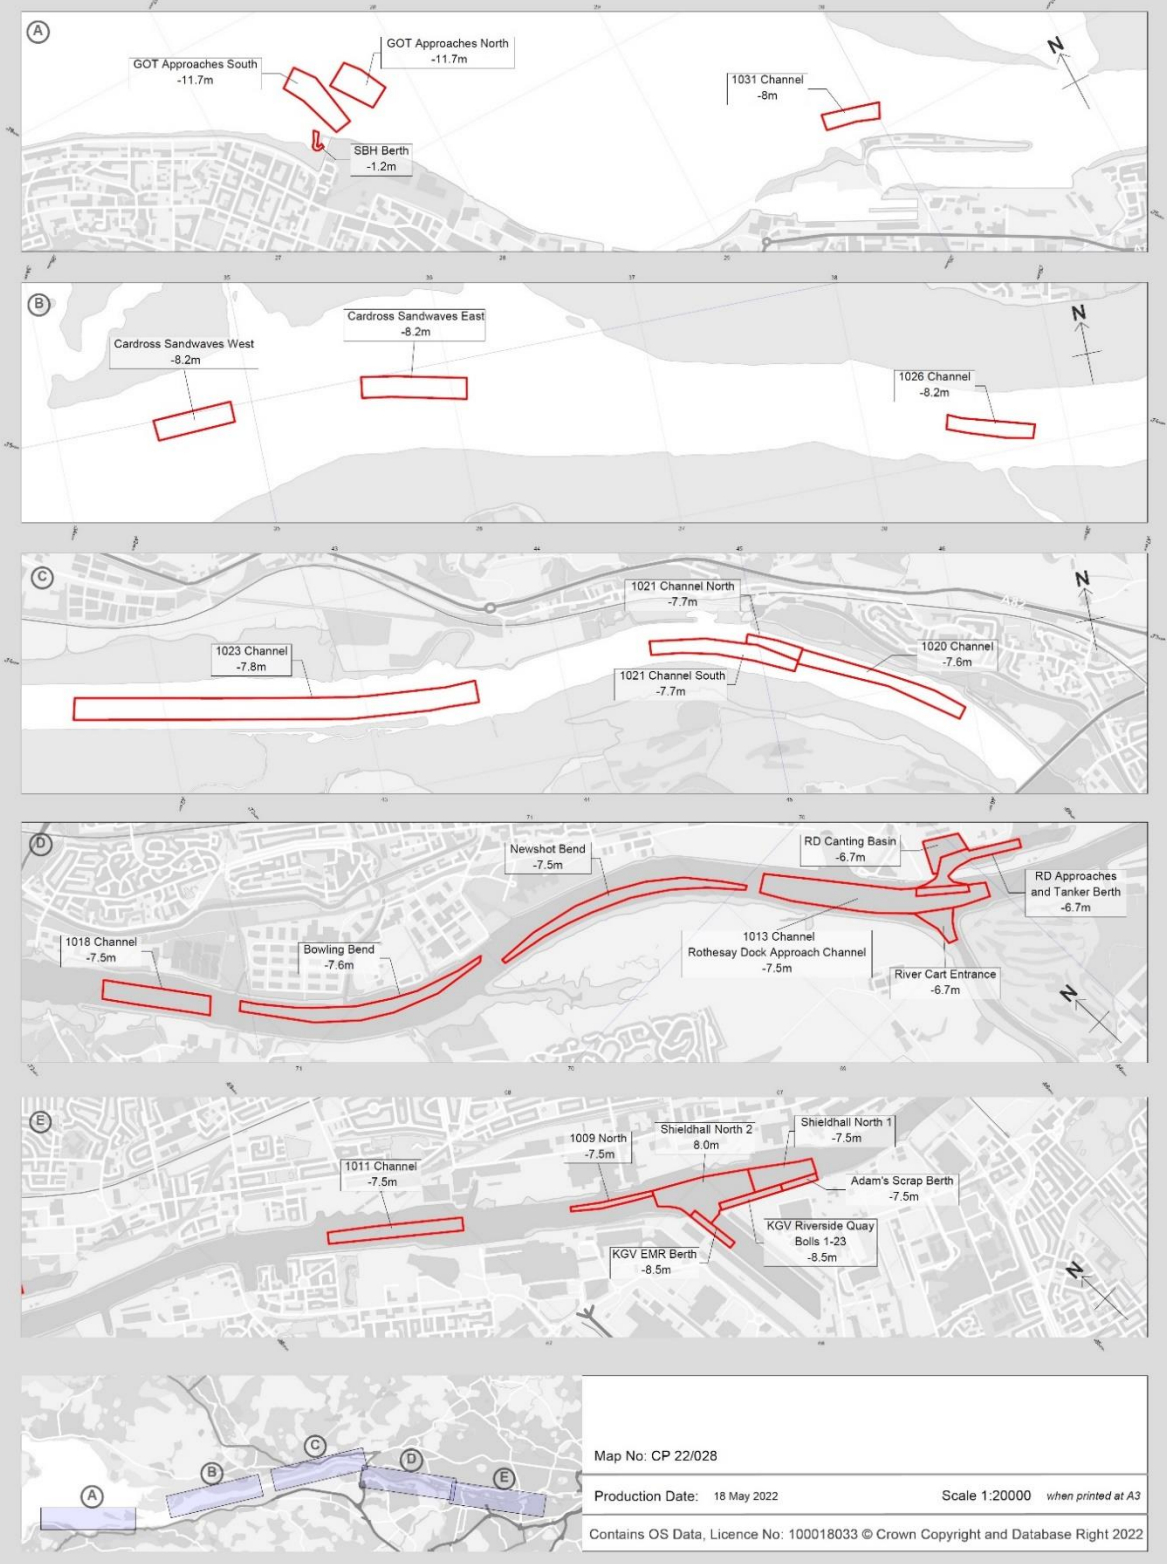 A
GOT Approaches South
-11.7m
GOT Approaches North
-11.7m
1031 Channel
-8m
N
SBH Berth
-1.2m
B
Cardross Sandwaves West
-8.2m
Cardross Sandwaves East
-8.2m
1026 Channel
-8.2m
N
C
1021 Channel North
-7.7m
1023 Channel
-7.8m
1021 Channel South
-7.7m
1020 Channel
-7.6m
A82
N
D
Newshot Bend
-7.5m
RD Canting Basin
-6.7m
RD Approaches
and Tanker Berth
-6.7m
1018 Channel
-7.5m
Bowling Bend
-7.6m
1013 Channel
Rothesay Dock Approach Channel
-7.5m
River Cart Entrance
-6.7m
N
E
1011 Channel
-7.5m
1009 North
-7.5m
Shieldhall North 2
8.0m
Shieldhall North 1
-7.5m
Adam's Scrap Berth
-7.5m
KGV Riverside Quay
Bolls 1-23
-8.5m
KGV EMR Berth
-8.5m
N
A
B
C
D
E
Map No: CP 22/028
Production Date: 18 May 2022
Scale 1:20000 when printed at A3
Contains OS Data, Licence No: 100018033 © Crown Copyright and Database Right 2022